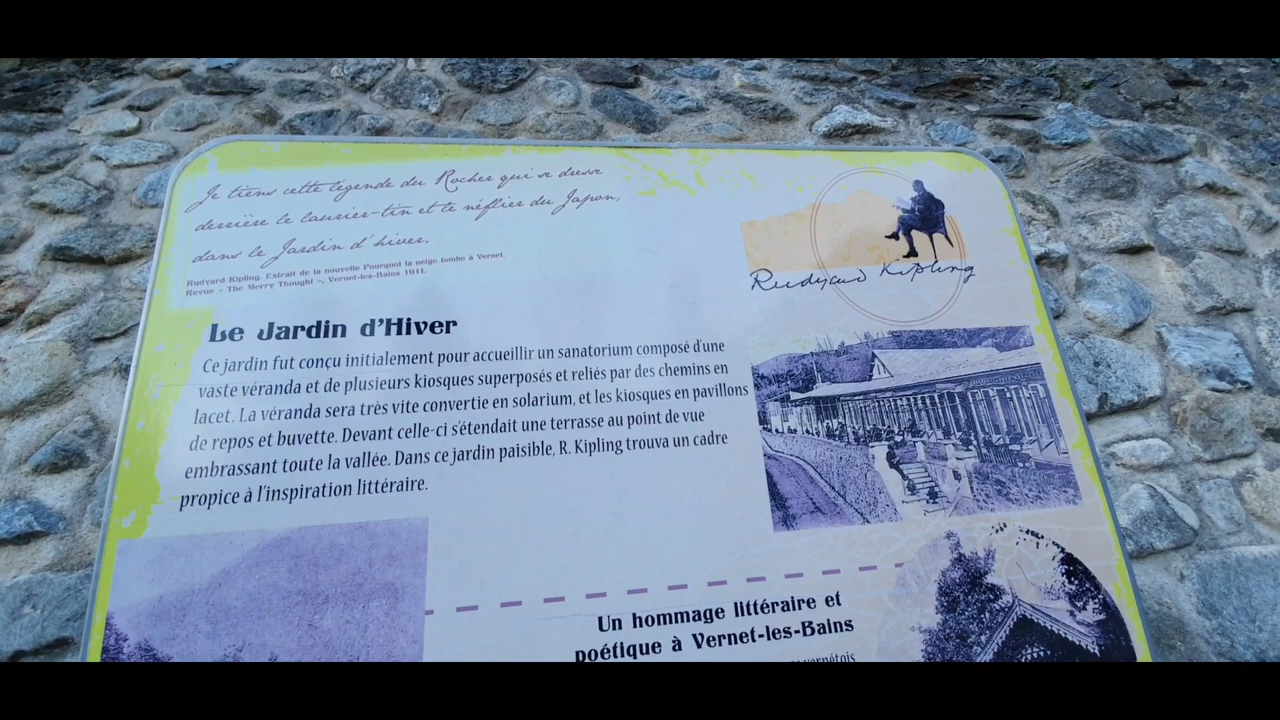 Je tiens cette légende du Rocher qui se dresse
derrière le laurier-tin et le néflier du Japon,
dans le Jardin d'hiver.
Rudyard Kipling. Extrait de la nouvelle Pourquoi la neige tombe à Vernet.
Revue - The Merry Thought -, Vernet-les-Bains 1911.
Rudyard Kipling
Le Jardin d'Hiver
Ce jardin fut conçu initialement pour accueillir un sanatorium composé d'une
vaste véranda et de plusieurs kiosques superposés et reliés par des chemins en
lacet. La véranda sera très vite convertie en solarium, et les kiosques en pavillons
de repos et buvette. Devant celle-ci s'étendait une terrasse au point de vue
embrassant toute la vallée. Dans ce jardin paisible, R. Kipling trouva un cadre
propice à l'inspiration littéraire.
Un hommage littéraire et
poétique à Vernet-les-Bains
vernétois